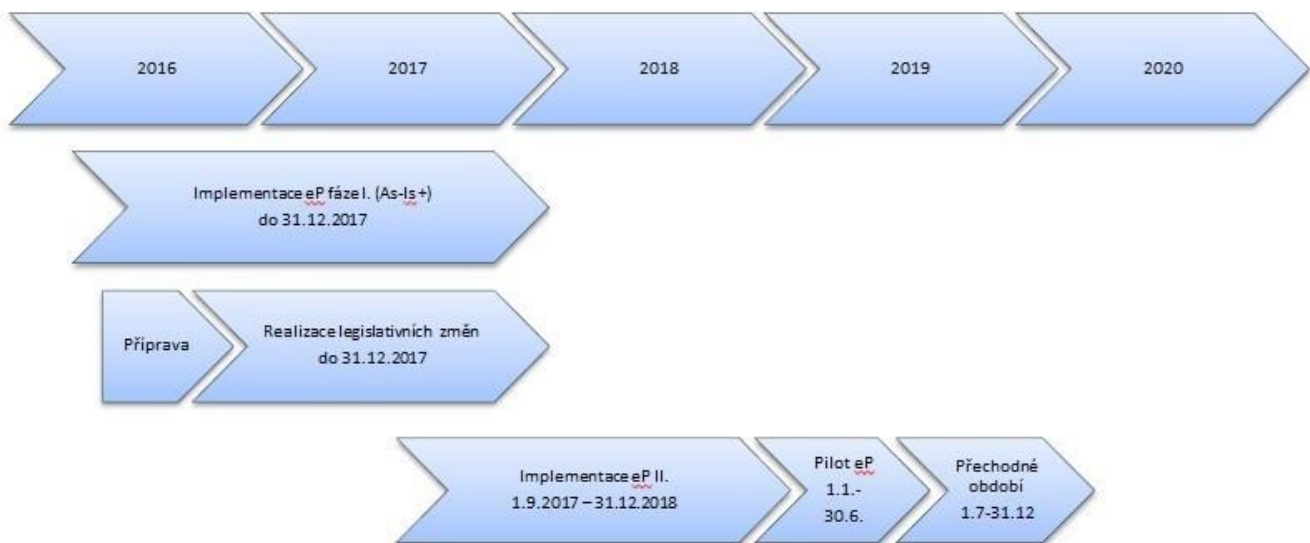 2016
2017
2018
2019
2020
Implementace eP fáze I. (As-Is+)
do 31.12.2017
Příprava
Realizace legislativních změn
do 31.12.2017
Implementace eP II.
1.9.2017 – 31.12.2018
Pilot eP
1.1.-
30.6.
Přechodné
období
1.7-31.12